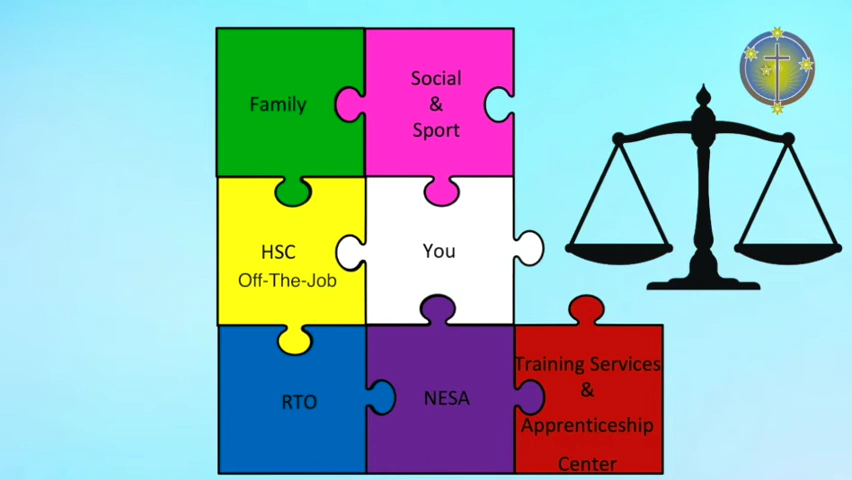 Family
Social
&
Sport
HSC
Off-The-Job
You
RTO
NESA
Training Services
&
Apprenticeship
Center